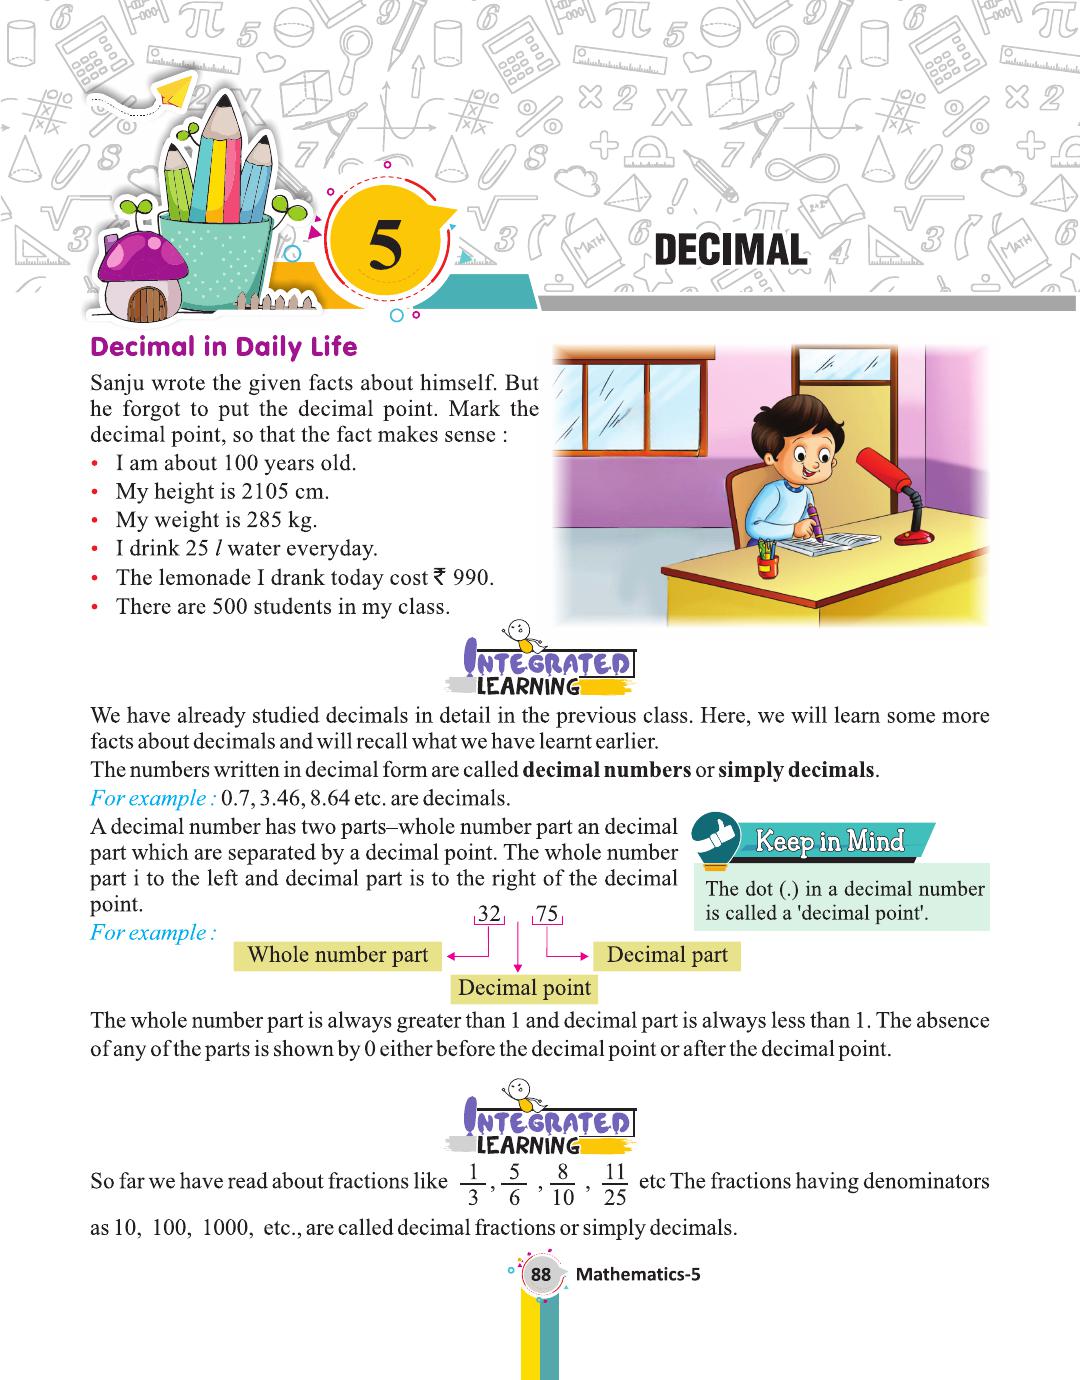 5
DECIMAL
Decimal in Daily Life
Sanju wrote the given facts about himself. But
he forgot to put the decimal point. Mark the
decimal point, so that the fact makes sense :
• I am about 100 years old.
• My height is 2105 cm.
• My weight is 285 kg.
• I drink 25 l water everyday.
• The lemonade I drank today cost ₹ 990.
• There are 500 students in my class.
INTEGRATED
LEARNING
We have already studied decimals in detail in the previous class. Here, we will learn some more
facts about decimals and will recall what we have learnt earlier.
The numbers written in decimal form are called decimal numbers or simply decimals.
For example : 0.7, 3.46, 8.64 etc. are decimals.
A decimal number has two parts–whole number part an decimal
part which are separated by a decimal point. The whole number
part i to the left and decimal part is to the right of the decimal
point.
Keep in Mind
The dot (.) in a decimal number
is called a 'decimal point'.
For example :
32 75
Whole number part
Decimal part
Decimal point
The whole number part is always greater than 1 and decimal part is always less than 1. The absence
of any of the parts is shown by 0 either before the decimal point or after the decimal point.
INTEGRATED
LEARNING
So far we have read about fractions like 1/3, 5/6, 8/10, 11/25 etc The fractions having denominators
as 10, 100, 1000, etc., are called decimal fractions or simply decimals.
88 Mathematics-5